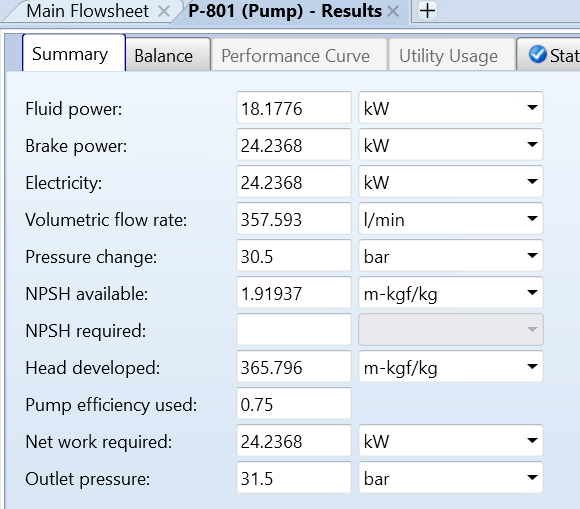 Main Flowsheet × P-801 (Pump) - Results × +
Summary Balance Performance Curve Utility Usage Stat
Fluid power: 18.1776 kW
Brake power: 24.2368 kW
Electricity: 24.2368 kW
Volumetric flow rate: 357.593 l/min
Pressure change: 30.5 bar
NPSH available: 1.91937 m-kgf/kg
NPSH required:
Head developed: 365.796 m-kgf/kg
Pump efficiency used: 0.75
Net work required: 24.2368 kW
Outlet pressure: 31.5 bar